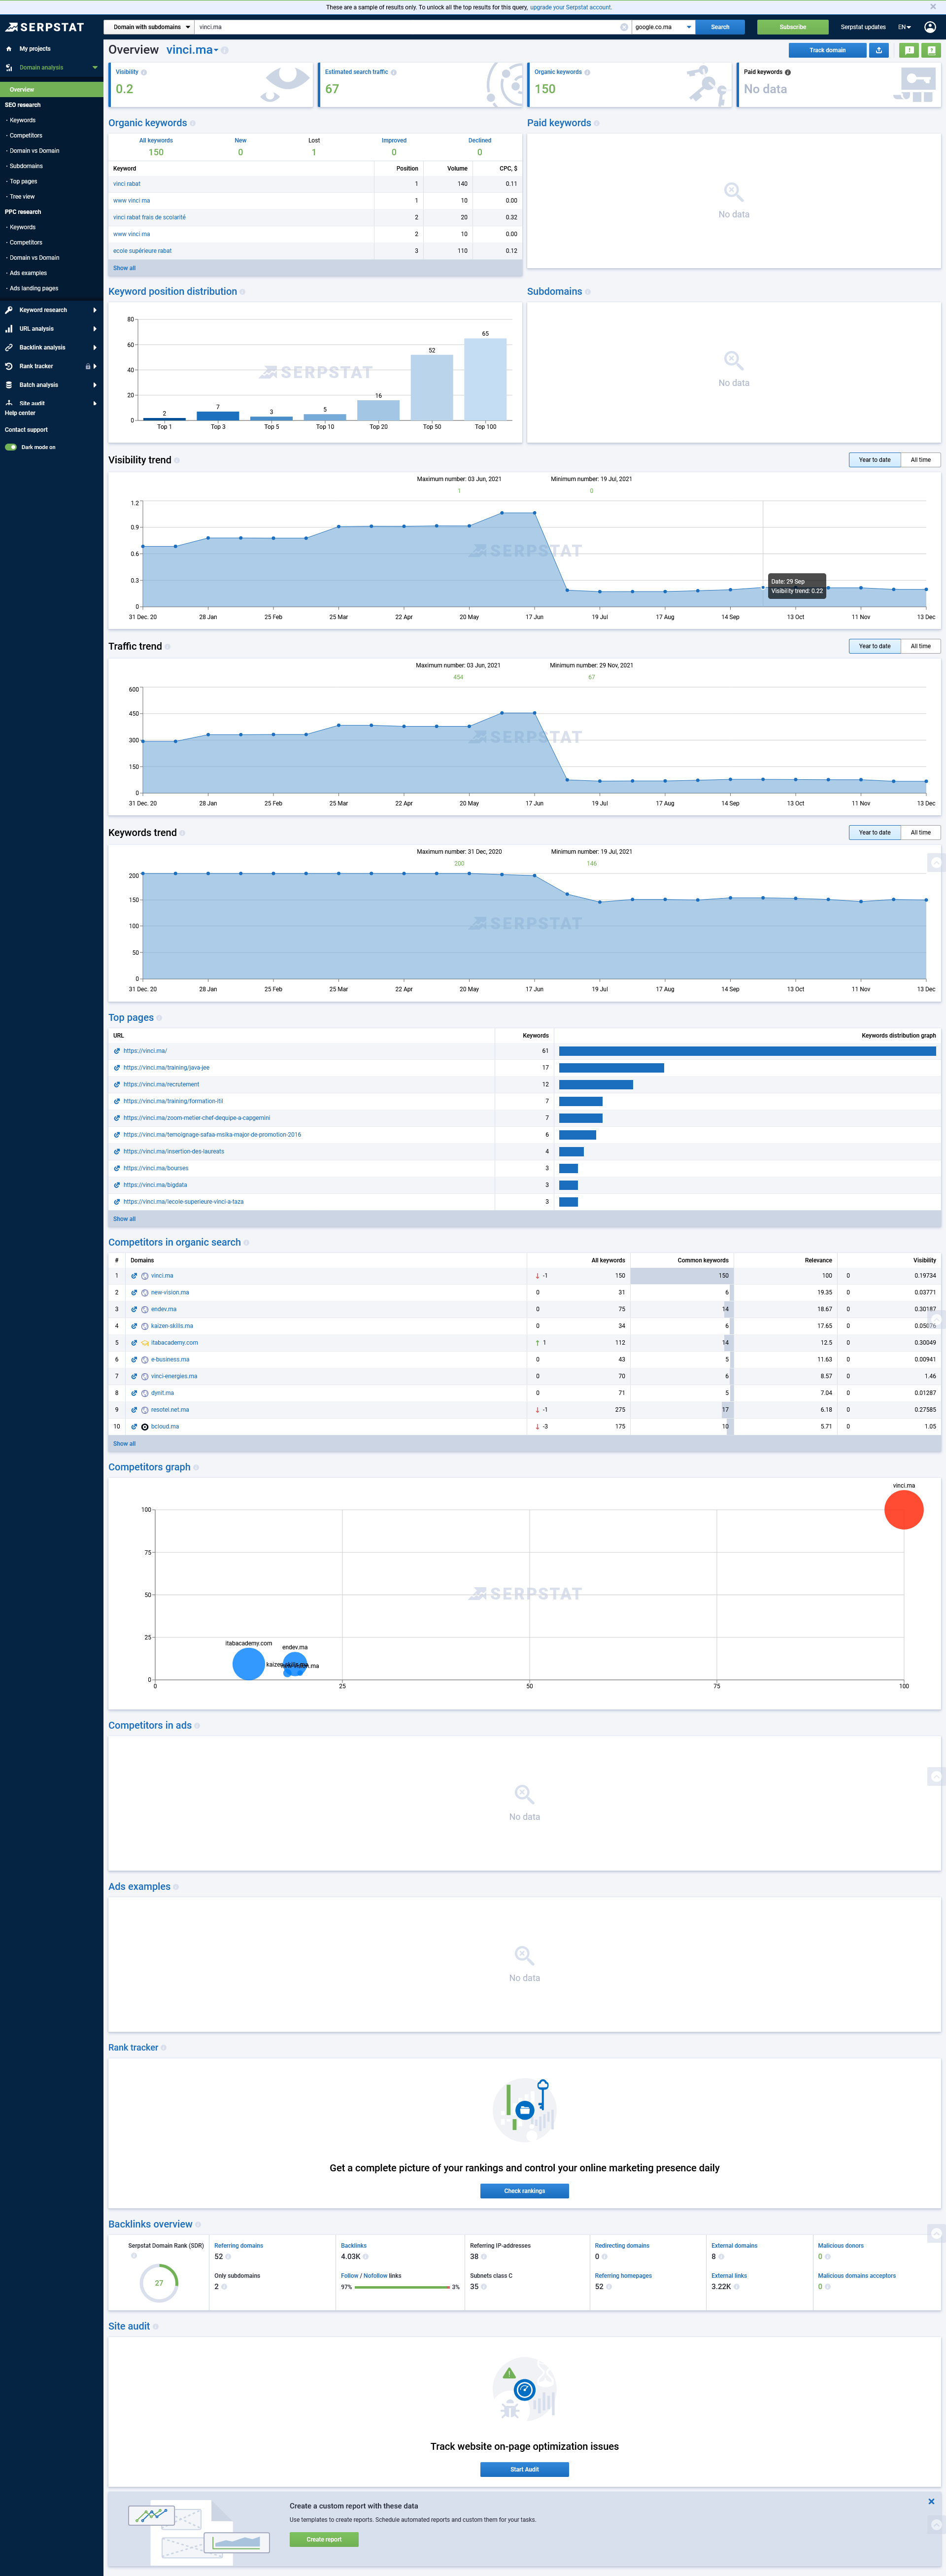 These are a sample of results only. To unlock all the top results for this query, upgrade your Serpstat account.
SERPSTAT
Domain with subdomains
vinci.ma
google.co.ma
Search
Subscribe
Serpstat updates
EN
My projects
Domain analysis
Overview
SEO research
Keywords
Competitors
Domain vs Domain
Subdomains
Top pages
Tree view
PPC research
Keywords
Competitors
Domain vs Domain
Ads examples
Ads landing pages
Keyword research
URL analysis
Backlink analysis
Rank tracker
Batch analysis
Site audit
Help center
Contact support
Dark mode on
Overview vinci.ma
Track domain
Visibility
0.2
Estimated search traffic
67
Organic keywords
150
Paid keywords
No data
Organic keywords
All keywords New Lost Improved Declined
150 0 1 0 0
Keyword Position Volume CPC, $
vinci rabat 1 140 0.11
www vinci ma 1 10 0.00
vinci rabat frais de scolarité 2 20 0.32
www vinci ma 2 10 0.00
ecole supérieure rabat 3 110 0.12
Show all
Paid keywords
No data
Keyword position distribution
80
60
40
20
0
2 7 3 5 16 52 65
Top 1 Top 3 Top 5 Top 10 Top 20 Top 50 Top 100
SERPSTAT
Subdomains
No data
Visibility trend
Year to date All time
Maximum number: 03 Jun, 2021 Minimum number: 19 Jul, 2021
1 0
1.2
0.9
0.6
0.3
0
SERPSTAT
Date: 29 Sep
Visibility trend: 0.22
31 Dec. 20 28 Jan 25 Feb 25 Mar 22 Apr 20 May 17 Jun 19 Jul 17 Aug 14 Sep 13 Oct 11 Nov 13 Dec
Traffic trend
Year to date All time
Maximum number: 03 Jun, 2021 Minimum number: 29 Nov, 2021
454 67
600
450
300
150
0
SERPSTAT
31 Dec. 20 28 Jan 25 Feb 25 Mar 22 Apr 20 May 17 Jun 19 Jul 17 Aug 14 Sep 13 Oct 11 Nov 13 Dec
Keywords trend
Year to date All time
Maximum number: 31 Dec, 2020 Minimum number: 19 Jul, 2021
200 146
200
150
100
50
0
SERPSTAT
31 Dec. 20 28 Jan 25 Feb 25 Mar 22 Apr 20 May 17 Jun 19 Jul 17 Aug 14 Sep 13 Oct 11 Nov 13 Dec
Top pages
URL Keywords Keywords distribution graph
https://vinci.ma/ 61
https://vinci.ma/training/java-jee 17
https://vinci.ma/recrutement 12
https://vinci.ma/training/formation-itil 7
https://vinci.ma/zoom-metier-chef-dequipe-a-capgemini 7
https://vinci.ma/temoignage-safaa-msika-major-de-promotion-2016 6
https://vinci.ma/insertion-des-laureats 4
https://vinci.ma/bourses 3
https://vinci.ma/bigdata 3
https://vinci.ma/lecole-superieure-vinci-a-taza 3
Show all
Competitors in organic search
# Domains All keywords Common keywords Relevance Visibility
1 vinci.ma ↓ -1 150 150 100 0 0.19734
2 new-vision.ma 0 31 6 19.35 0 0.03771
3 endev.ma 0 75 14 18.67 0 0.30187
4 kaizen-skills.ma 0 34 6 17.65 0
5 itabacademy.com ↑ 1 112 14 12.5 0 0.30049
6 e-business.ma 0 43 5 11.63 0 0.00941
7 vinci-energies.ma 0 70 6 8.57 0 1.46
8 dynit.ma 0 71 5 7.04 0 0.01287
9 resotel.net.ma ↓ -1 275 17 6.18 0 0.27585
10 bcloud.ma ↓ -3 175 10 5.71 0 1.05
Show all
Competitors graph
vinci.ma
100
75
50
25
0
SERPSTAT
itabacademy.com
endev.ma
0 25 50 75 100
Competitors in ads
No data
Ads examples
No data
Rank tracker
Get a complete picture of your rankings and control your online marketing presence daily
Check rankings
Backlinks overview
Serpstat Domain Rank (SDR)
27
Referring domains
52
Only subdomains
2
Backlinks
4.03K
Follow / Nofollow links
97% 3%
Referring IP-addresses
38
Subnets class C
35
Redirecting domains
0
Referring homepages
52
External domains
8
External links
3.22K
Malicious donors
0
Malicious domains acceptors
0
Site audit
Track website on-page optimization issues
Start Audit
Create a custom report with these data
Use templates to create reports. Schedule automated reports and custom them for your tasks.
Create report